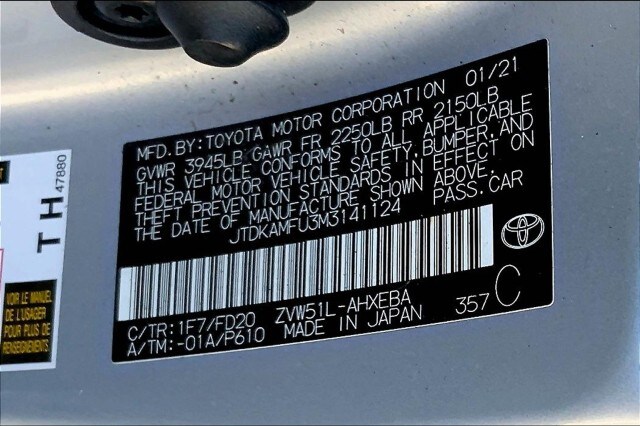 MFD.BY:TOYOTA MOTOR CORPORATION 01/21
GVWR 3945LB GAWR FR 2250LB RR 2150LB
THIS VEHICLE CONFORMS TO ALL APPLICABLE
FEDERAL MOTOR VEHICLE SAFETY,BUMPER,AND
THEFT PREVENTION STANDARDS IN EFFECT ON
THE DATE OF MANUFACTURE SHOWN ABOVE.
JTDKAMFU3M3141124 PASS.CAR
C/TR:1F7/FD20 ZVW51L-AHXEBA
A/TM:-01A/P610 MADE IN JAPAN 357 C
TH
47880
VOIR LE MANUEL
DE L'USAGER
POUR PLUS DE
RENSEIGNEMENTS